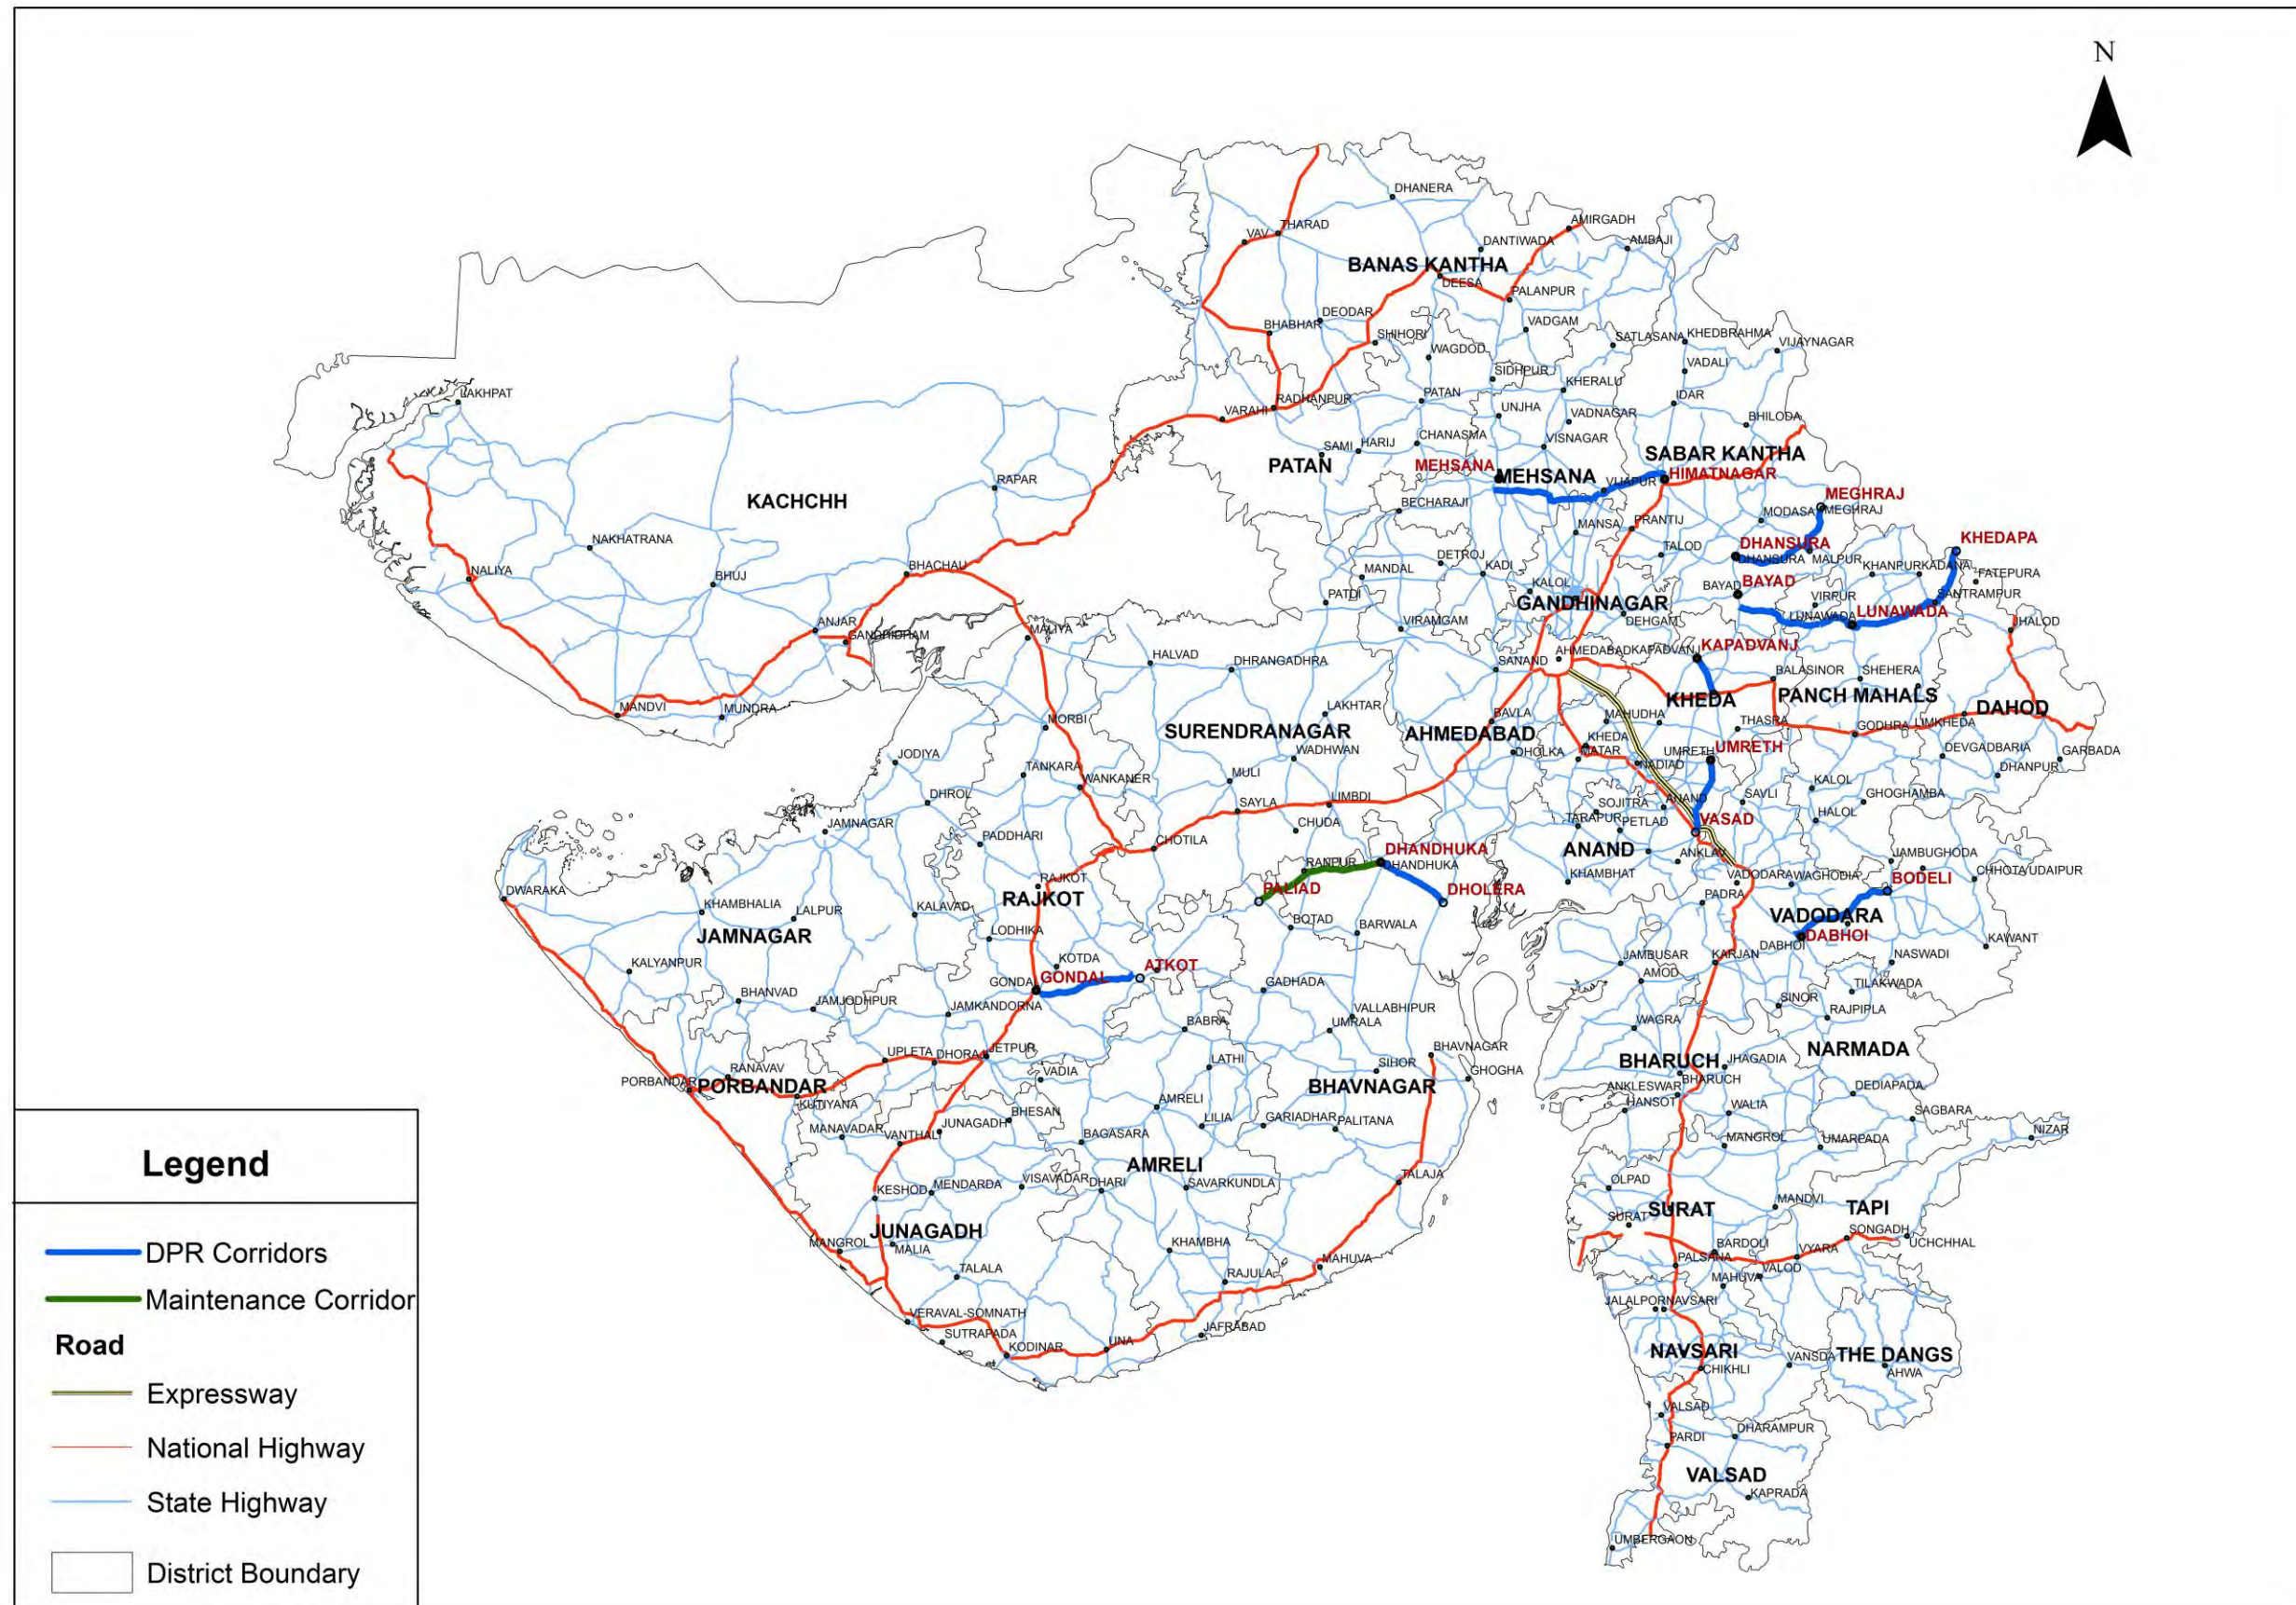 N
DHANERA
THARAD
VAV
AMIRGADH
AMBAJI
DANTIWADA
BANAS KANTHA
DEESA
PALANPUR
DEODAR
BHABHAR
VADGAM
SHIHORI
SATLASANA
KHEDBRAHMA
VIJAYNAGAR
WAGDOD
VADALI
SIDHPUR
KHERALU
LAKHPAT
PATAN
IDAR
RADHANPUR
VARAHI
UNJHA
VADNAGAR
BHILODA
CHANASMA
SAMI
HARIJ
VISNAGAR
SABAR KANTHA
PATAN
MEHSANA
MEHSANA
HIMATNAGAR
VIJAPUR
RAPAR
KACHCHH
BECHARAJI
MEGHRAJ
MODASA
MEGHRAJ
MANSA
PRANTIJ
NAKHATRANA
TALOD
DHANSURA
KHEDAPA
DETROJ
DHANSURA
MALPUR
NALIYA
BHUJ
BHACHAU
MANDAL
KADI
KHANPUR
KADANA
FATEPURA
KALOL
BAYAD
BAYAD
PATDI
GANDHINAGAR
VIRPUR
SANTRAMPUR
LUNAWADA
LUNAWADA
ANJAR
GANDHIDHAM
MALIYA
VIRAMGAM
DEHGAM
JHALOD
HALVAD
DHRANGADHRA
SANAND
AHMEDABAD
KAPADVANJ
KAPADVANJ
BALASINOR
SHEHERA
MANDVI
MUNDRA
LAKHTAR
KHEDA
PANCH MAHALS
DAHOD
MORBI
SURENDRANAGAR
AHMEDABAD
BAVLA
MAHUDHA
THASRA
GODHRA
LIMKHEDA
WADHWAN
DHOLKA
KHEDA
MATAR
UMRETH
UMRETH
DEVGADBARIA
GARBADA
JODIYA
TANKARA
WANKANER
MULI
NADIAD
KALOL
DHANPUR
DHROL
SAYLA
LIMBDI
SOJITRA
ANAND
SAVLI
GHOGHAMBA
JAMNAGAR
PADDHARI
CHOTILA
CHUDA
TARAPUR
PETLAD
VASAD
HALOL
ANAND
ANKLAV
JAMBUGHODA
DHANDHUKA
RANPUR
DHANDHUKA
KHAMBHAT
VADODARA
WAGHODIA
BODELI
CHHOTA UDAIPUR
DWARAKA
RAJKOT
RAJKOT
PALIAD
DHOLERA
PADRA
KHAMBHALIA
LALPUR
KALAVAD
VADODARA
JAMNAGAR
LODHIKA
BOTAD
BARWALA
DABHOI
DABHOI
KAWANT
KALYANPUR
KOTDA
ATKOT
JAMBUSAR
KARJAN
NASWADI
GONDAL
GONDAL
GADHADA
AMOD
TILAKWADA
BHANVAD
JAMJODHPUR
JAMKANDORNA
SINOR
VALLABHIPUR
BABRA
UMRALA
WAGRA
RAJPIPLA
UPLETA
DHORAJI
JETPUR
LATHI
SIHOR
BHAVNAGAR
BHARUCH
JHAGADIA
NARMADA
RANAVAV
PORBANDAR
PORBANDAR
VADIA
BHAVNAGAR
GHOGHA
ANKLESWAR
BHARUCH
DEDIAPADA
KUTIYANA
AMRELI
HANSOT
WALIA
BHESAN
LILIA
GARIADHAR
PALITANA
SAGBARA
MANAVADAR
VANTHALI
JUNAGADH
BAGASARA
MANGROL
UMARPADA
NIZAR
AMRELI
KESHOD
MENDARDA
VISAVADAR
DHARI
SAVARKUNDLA
TALAJA
OLPAD
MANDVI
TAPI
SURAT
SURAT
JUNAGADH
MANGROL
MALIA
KHAMBHA
SONGADH
UCHCHHAL
BARDOLI
VYARA
PALSANA
VALOD
TALALA
RAJULA
MAHUVA
MAHUVA
JALALPOR
NAVSARI
VERAVAL-SOMNATH
SUTRAPADA
JAFRABAD
KODINAR
UNA
NAVSARI
CHIKHLI
VANSDA
THE DANGS
AHWA
VALSAD
DHARAMPUR
PARDI
VALSAD
KAPRADA
UMBERGAON
Legend
DPR Corridors
Maintenance Corridor
Road
Expressway
National Highway
State Highway
District Boundary